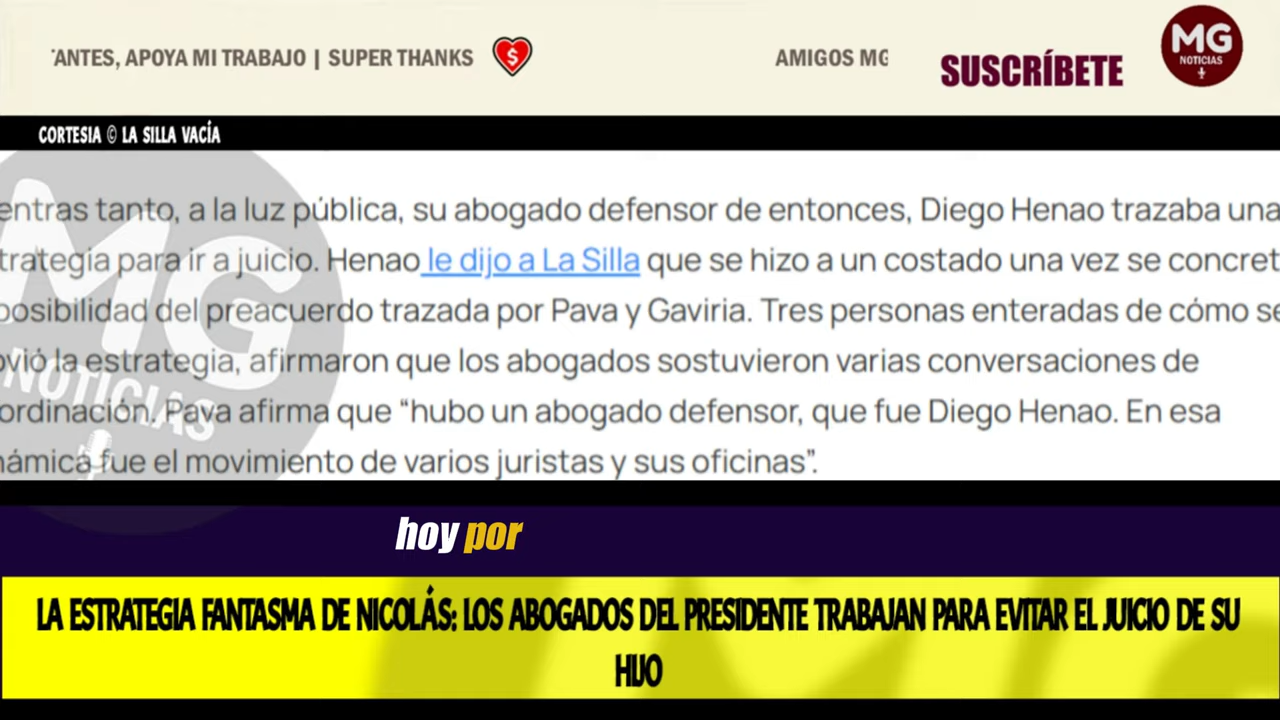 TANTES, APOYA MI TRABAJO | SUPER THANKS
AMIGOS MG
SUSCRÍBETE
MG
NOTICIAS
CORTESIA © LA SILLA VACÍA
entras tanto, a la luz pública, su abogado defensor de entonces, Diego Henao trazaba una
trategia para ir a juicio. Henao le dijo a La Silla que se hizo a un costado una vez se concret
posibilidad del preacuerdo trazada por Pava y Gaviria. Tres personas enteradas de cómo se
ovió la estrategia, afirmaron que los abogados sostuvieron varias conversaciones de
ordinación. Pava afirma que “hubo un abogado defensor, que fue Diego Henao. En esa
námica fue el movimiento de varios juristas y sus oficinas”.
MG
NOTICIAS
hoy por
LA ESTRATEGIA FANTASMA DE NICOLÁS: LOS ABOGADOS DEL PRESIDENTE TRABAJAN PARA EVITAR EL JUICIO DE SU
HIJO